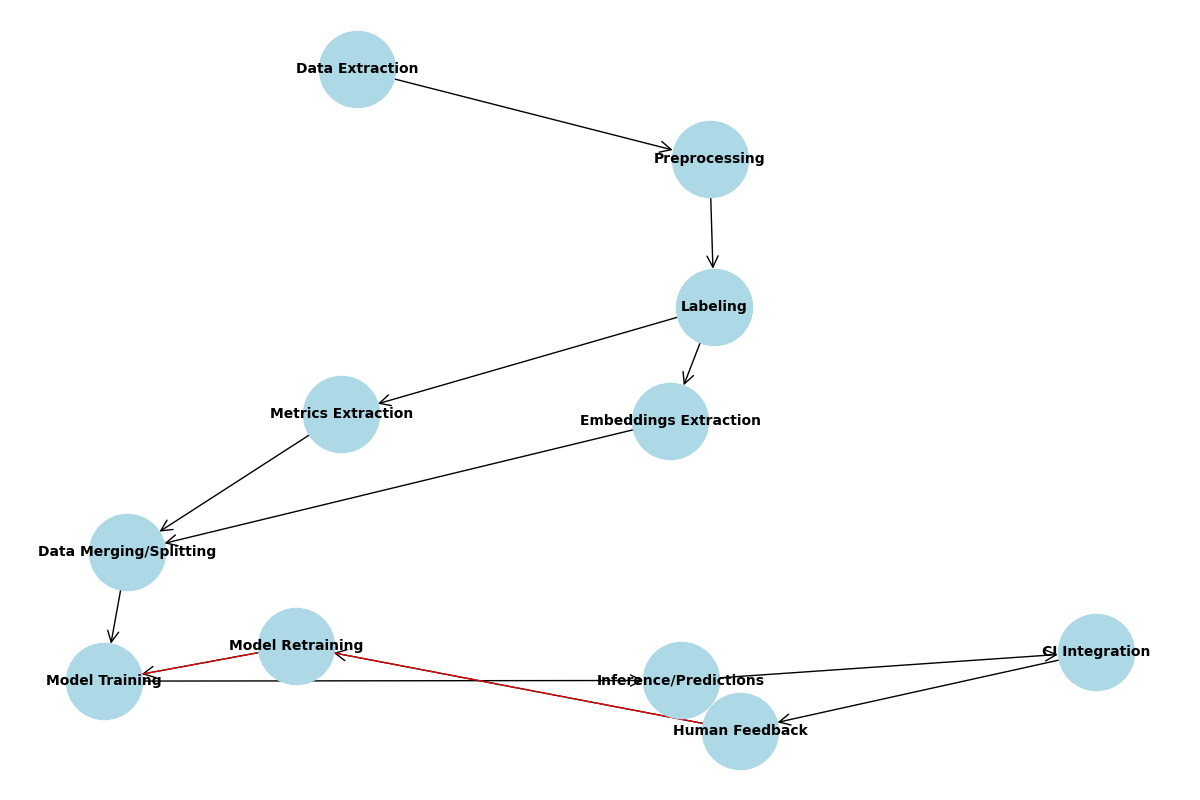 Data Extraction
Preprocessing
Labeling
Metrics Extraction
Embeddings Extraction
Data Merging/Splitting
Model Retraining
CI Integration
Model Training
Inference/Predictions
Human Feedback